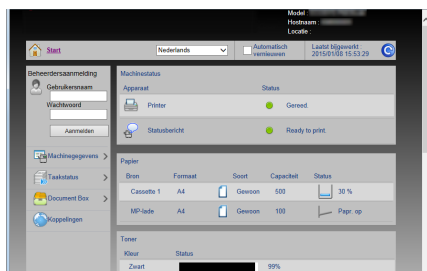 Model
Hostnaam :
Locatie :
Start
Nederlands
Automatisch vernieuwen
Laatst bijgewerkt :
2015/01/08 15:53:29
Beheerdersaanmelding
Gebruikersnaam
Wachtwoord
Aanmelden
Machinegegevens
Taakstatus
Document Box
Koppelingen
Machinestatus
Apparaat Status
Printer Gereed.
Statusbericht Ready to print.
Papier
Bron Formaat Soort Capaciteit Status
Cassette 1 A4 Gewoon 500 30 %
MP-lade A4 Gewoon 100 Papr. op
Toner
Kleur Status
Zwart 99%